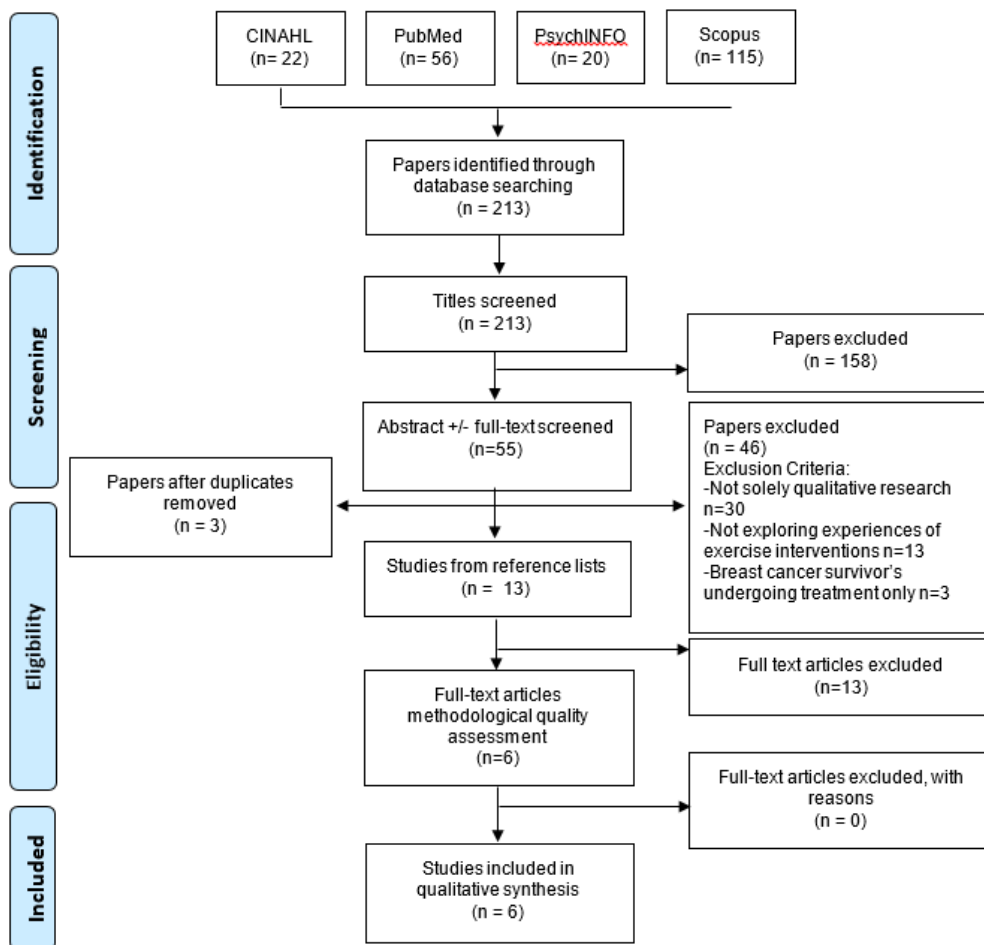 CINAHL
(n= 22)
PubMed
(n= 56)
PsychINFO
(n= 20)
Scopus
(n= 115)
Identification
Papers identified through
database searching
(n = 213)
Screening
Titles screened
(n = 213)
Papers excluded
(n = 158)
Abstract +/- full-text screened
(n=55)
Papers excluded
(n = 46)
Exclusion Criteria:
-Not solely qualitative research
n=30
-Not exploring experiences of
exercise interventions n=13
-Breast cancer survivor's
undergoing treatment only n=3
Papers after duplicates
removed
(n = 3)
Eligibility
Studies from reference lists
(n =  13)
Full text articles excluded
(n=13)
Full-text articles
methodological quality
assessment
(n=6)
Full-text articles excluded, with
reasons
(n = 0)
Included
Studies included in
qualitative synthesis
(n = 6)